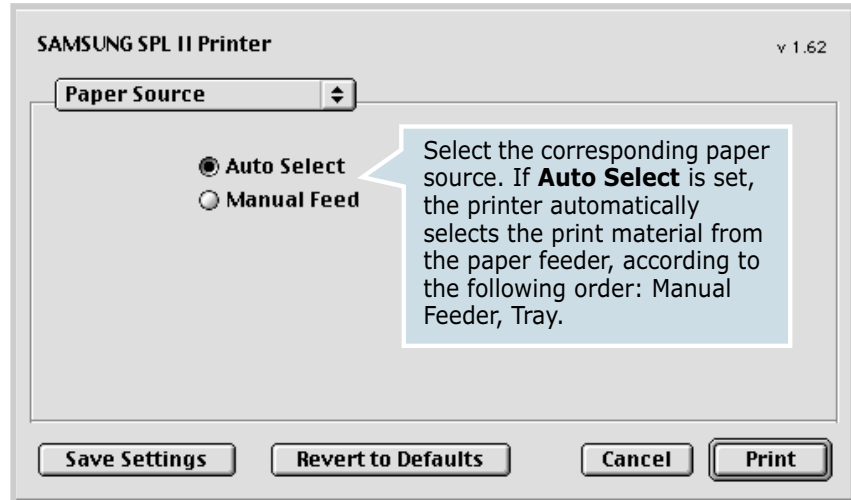 SAMSUNG SPL II Printer
v 1.62
Paper Source
Auto Select
Manual Feed
Select the corresponding paper
source. If Auto Select is set,
the printer automatically
selects the print material from
the paper feeder, according to
the following order: Manual
Feeder, Tray.
Save Settings
Revert to Defaults
Cancel
Print